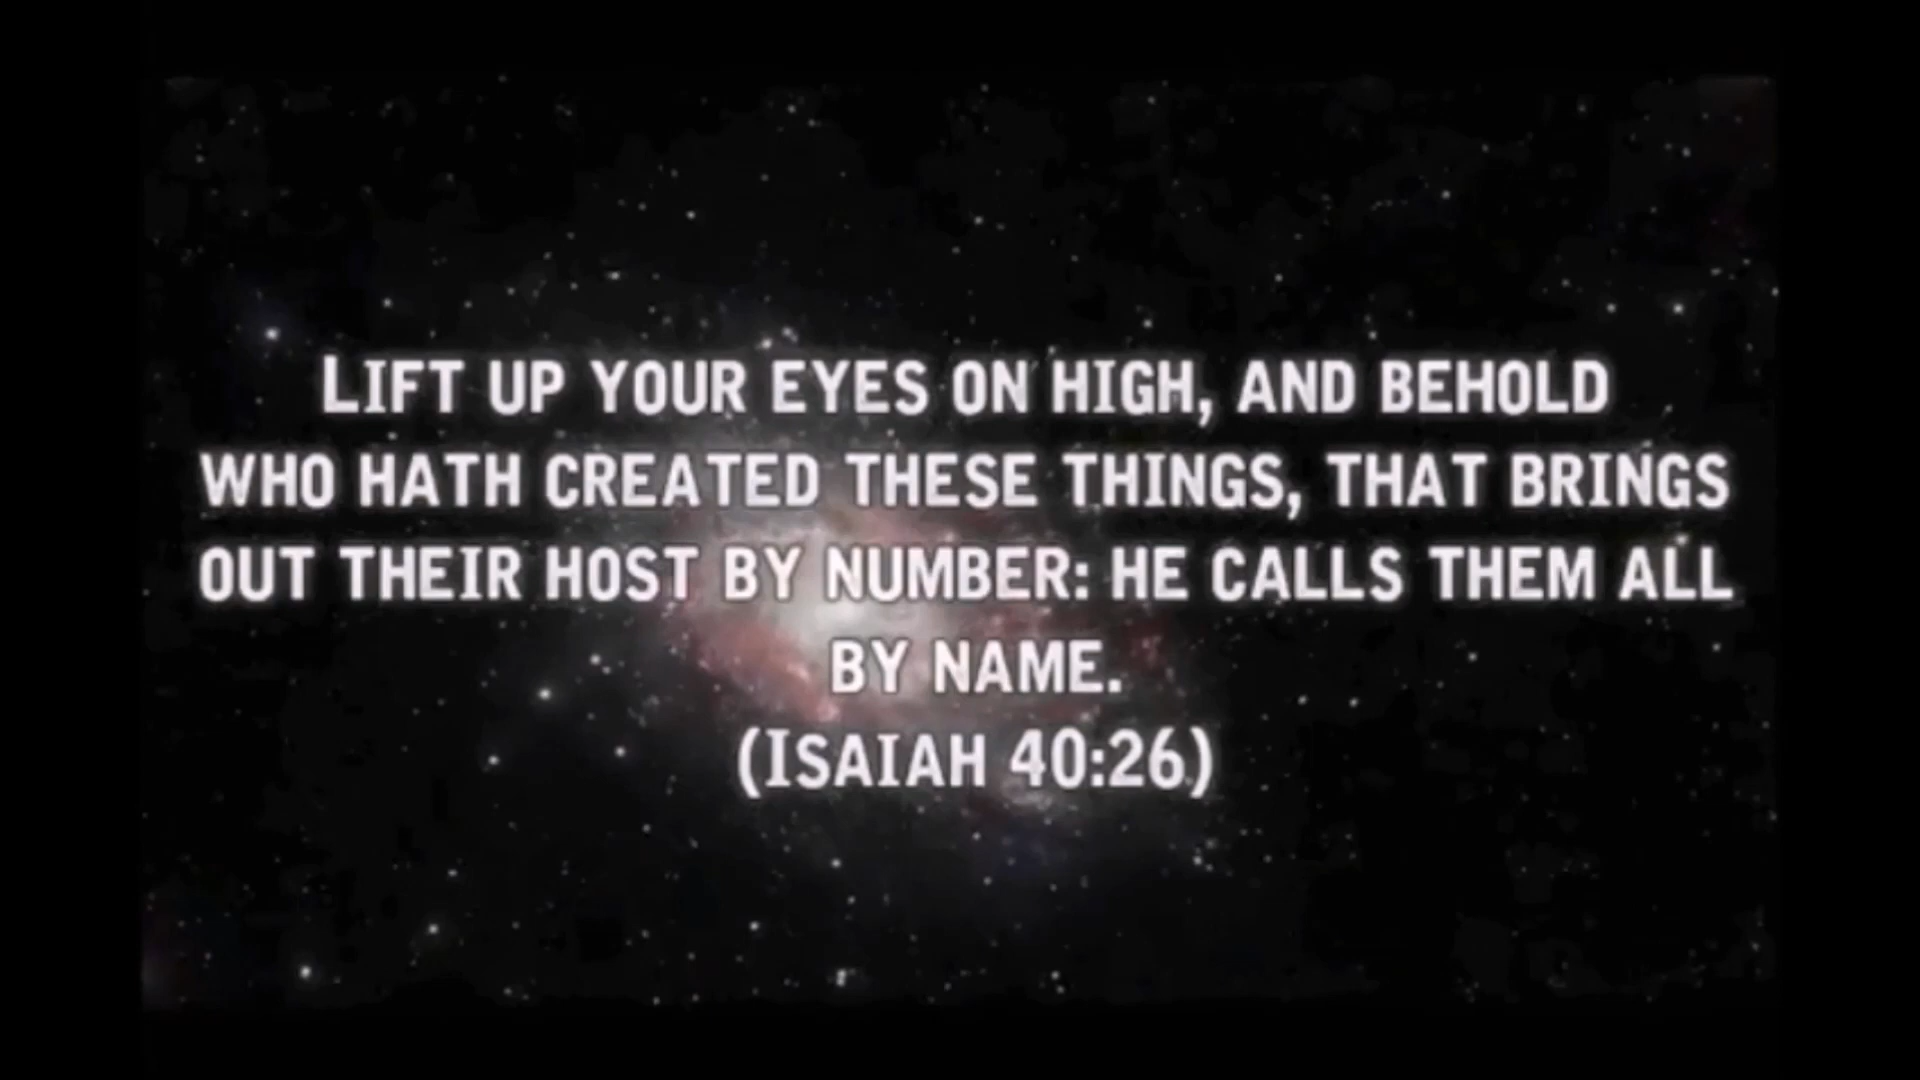 LIFT UP YOUR EYES ON HIGH, AND BEHOLD
WHO HATH CREATED THESE THINGS, THAT BRINGS
OUT THEIR HOST BY NUMBER: HE CALLS THEM ALL
BY NAME.
(ISAIAH 40:26)